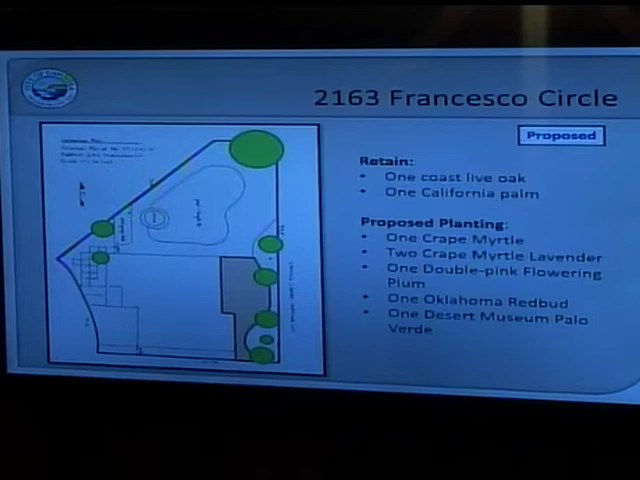 2163 Francesco Circle
Proposed
Retain:
• One coast live oak
• One California palm
Proposed Planting:
• One Crape Myrtle
• Two Crape Myrtle Lavender
• One Double-pink Flowering
Plum
• One Oklahoma Redbud
• One Desert Museum Palo
Verde